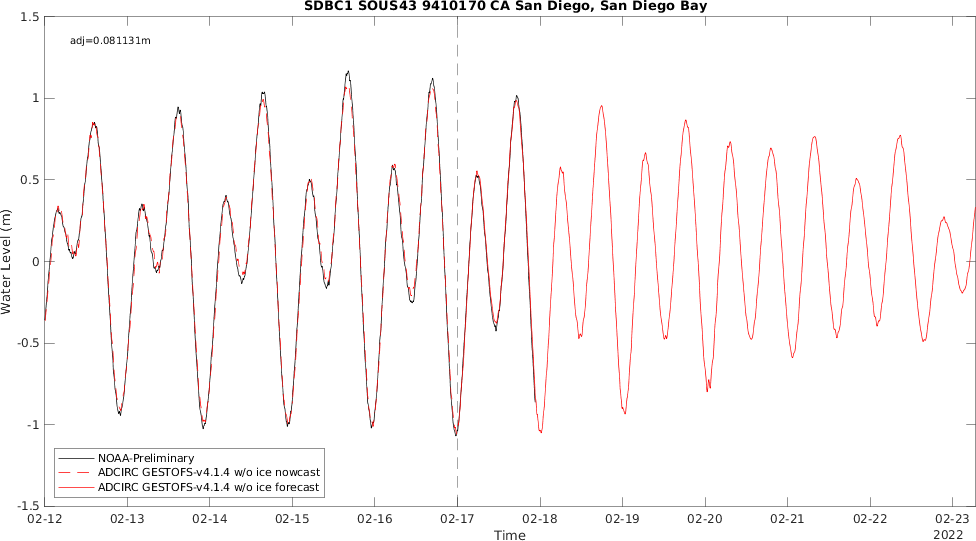 SDBC1 SOUS43 9410170 CA San Diego, San Diego Bay
adj=0.081131m
1.5
1
0.5
0
-0.5
-1
-1.5
Water Level (m)
NOAA-Preliminary
ADCIRC GESTOFS-v4.1.4 w/o ice nowcast
ADCIRC GESTOFS-v4.1.4 w/o ice forecast
02-12 02-13 02-14 02-15 02-16 02-17 02-18 02-19 02-20 02-21 02-22 02-23
2022
Time